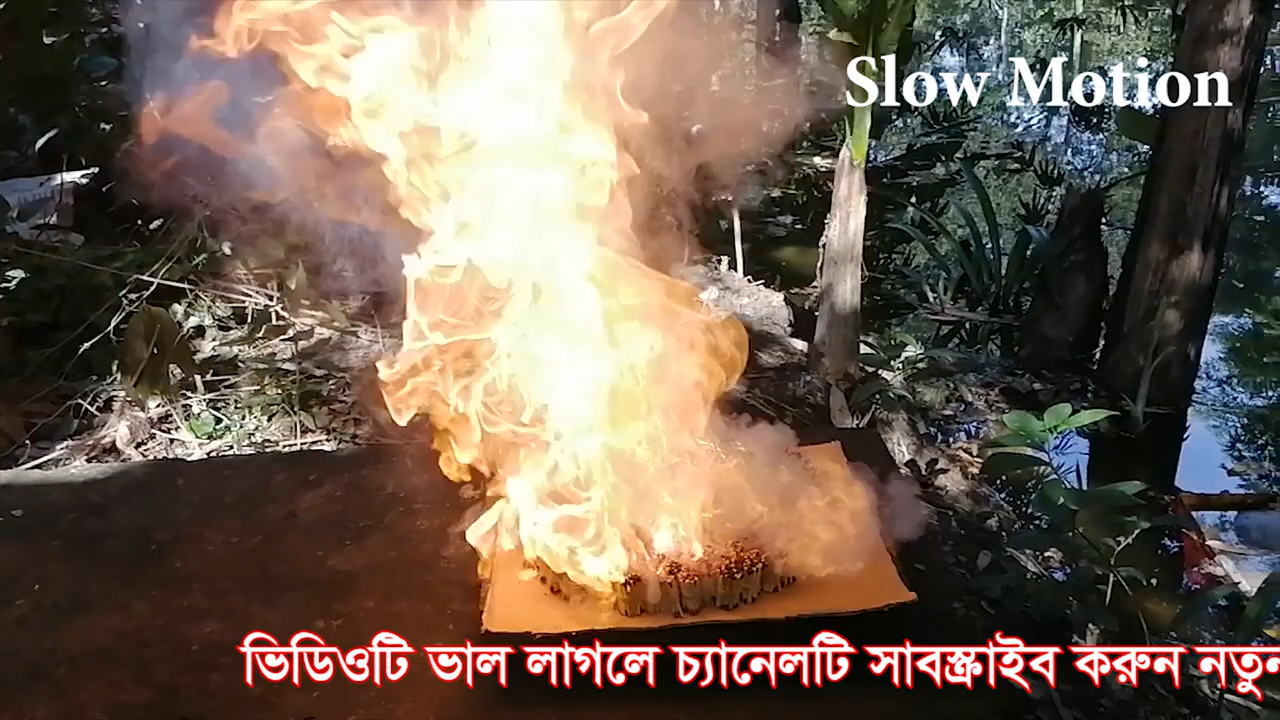 Slow Motion
ভিডিওটি ভাল লাগলে চ্যানেলটি সাবস্ক্রাইব করুন নতুন